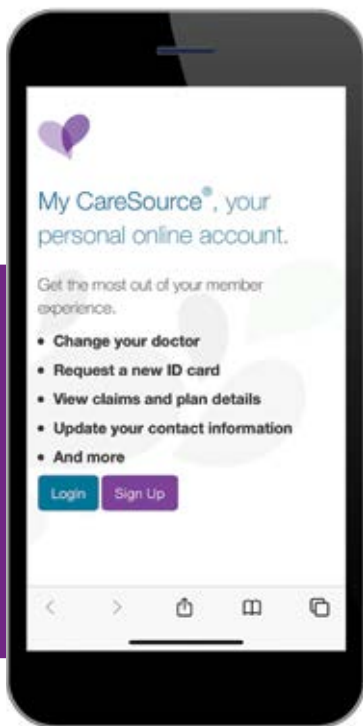 My CareSource®, your
personal online account.
Get the most out of your member
experience.
• Change your doctor
• Request a new ID card
• View claims and plan details
• Update your contact information
• And more
Login Sign Up